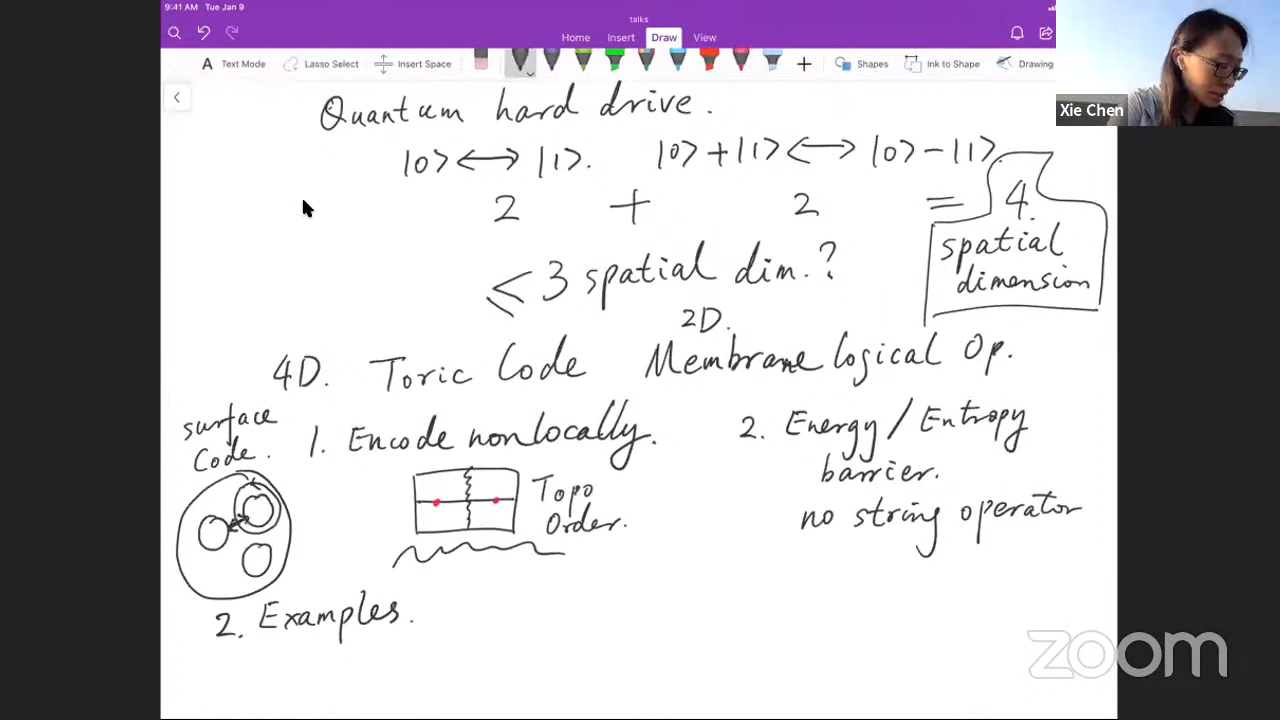 9:41 AM Tue Jan 9
talks
Home Insert Draw View
Text Mode Lasso Select Insert Space Shapes Ink to Shape Drawing
Xie Chen
Quantum hard drive.
|0> ⟷ |1>. |0> + |1> ⟷ |0> − |1>
2 + 2 = 4.
spatial
dimension
≤ 3 spatial dim.?
2D.
4D. Toric Code Membrane logical Op.
surface
Code.
1. Encode nonlocally.
Topo
Order.
2. Energy / Entropy
barrier.
no string operator
2. Examples.
zoom